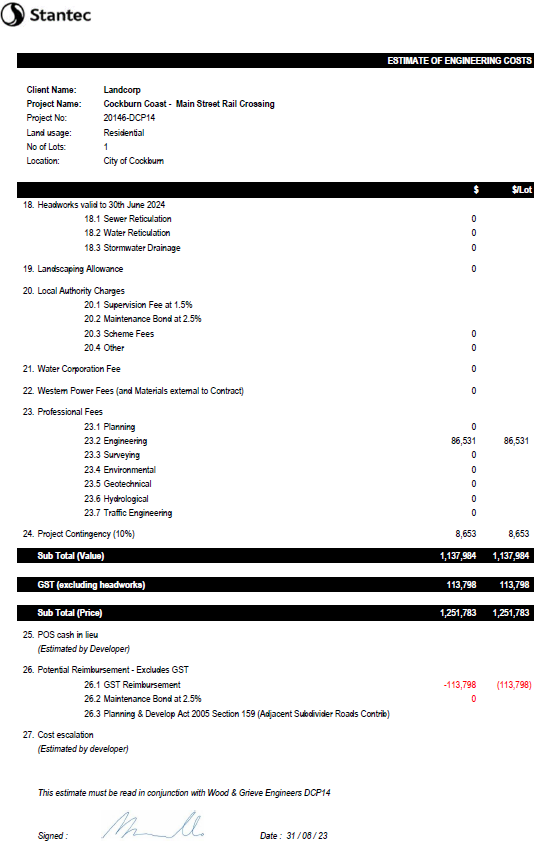 Stantec
ESTIMATE OF ENGINEERING COSTS
Client Name: Landcorp
Project Name: Cockburn Coast - Main Street Rail Crossing
Project No: 20146-DCP14
Land usage: Residential
No of Lots: 1
Location: City of Cockburn
$ $/Lot
18. Headworks valid to 30th June 2024
18.1 Sewer Reticulation 0
18.2 Water Reticulation 0
18.3 Stormwater Drainage 0
19. Landscaping Allowance 0
20. Local Authority Charges
20.1 Supervision Fee at 1.5%
20.2 Maintenance Bond at 2.5%
20.3 Scheme Fees 0
20.4 Other 0
21. Water Corporation Fee 0
22. Western Power Fees (and Materials external to Contract) 0
23. Professional Fees
23.1 Planning 0
23.2 Engineering 86,531 86,531
23.3 Surveying 0
23.4 Environmental 0
23.5 Geotechnical 0
23.6 Hydrological 0
23.7 Traffic Engineering 0
24. Project Contingency (10%) 8,653 8,653
Sub Total (Value) 1,137,984 1,137,984
GST (excluding headworks) 113,798 113,798
Sub Total (Price) 1,251,783 1,251,783
25. POS cash in lieu
(Estimated by Developer)
26. Potential Reimbursement - Excludes GST
26.1 GST Reimbursement -113,798 (113,798)
26.2 Maintenance Bond at 2.5% 0
26.3 Planning & Develop Act 2005 Section 159 (Adjacent Subdivider Roads Contrib)
27. Cost escalation
(Estimated by developer)
This estimate must be read in conjunction with Wood & Grieve Engineers DCP14
Signed : Date : 31 / 08 / 23